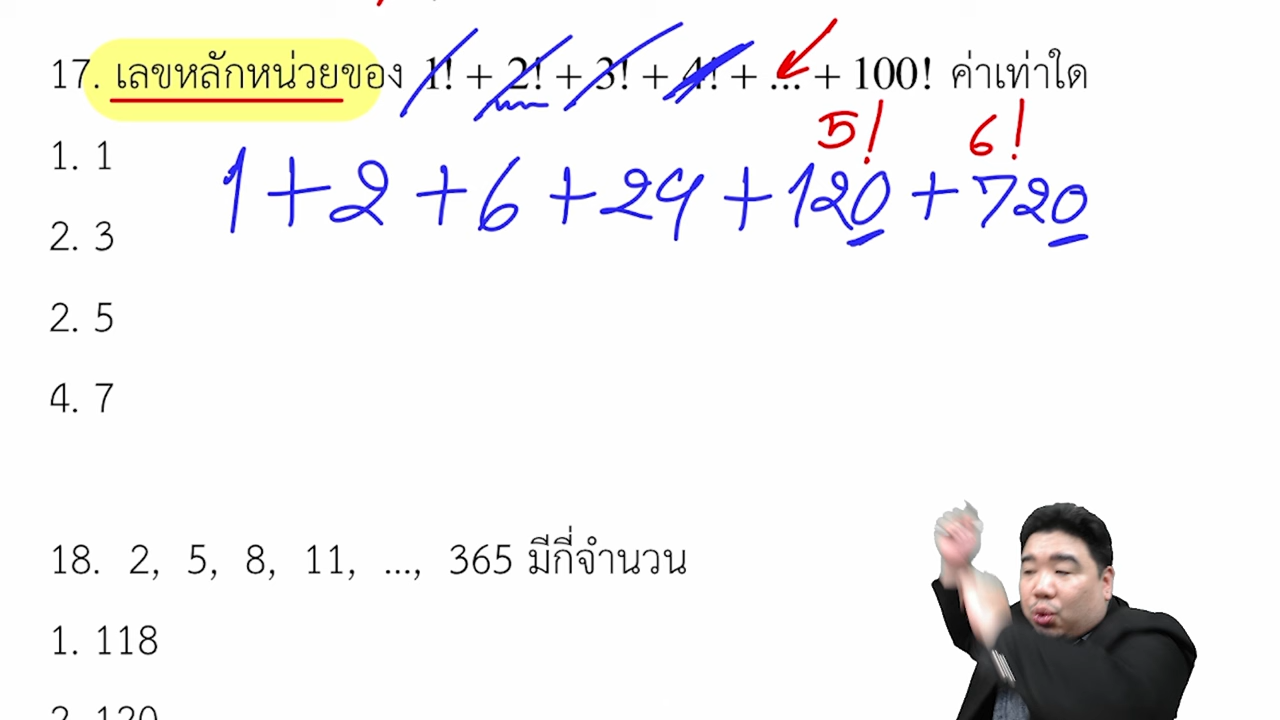 17. เลขหลักหน่วยของ 1! + 2! + 3! + 4! + ... + 100! ค่าเท่าใด
5! 6!
1. 1
1 + 2 + 6 + 24 + 120 + 720
2. 3
2. 5
4. 7
18. 2, 5, 8, 11, ..., 365 มีกี่จำนวน
1. 118
2. 120